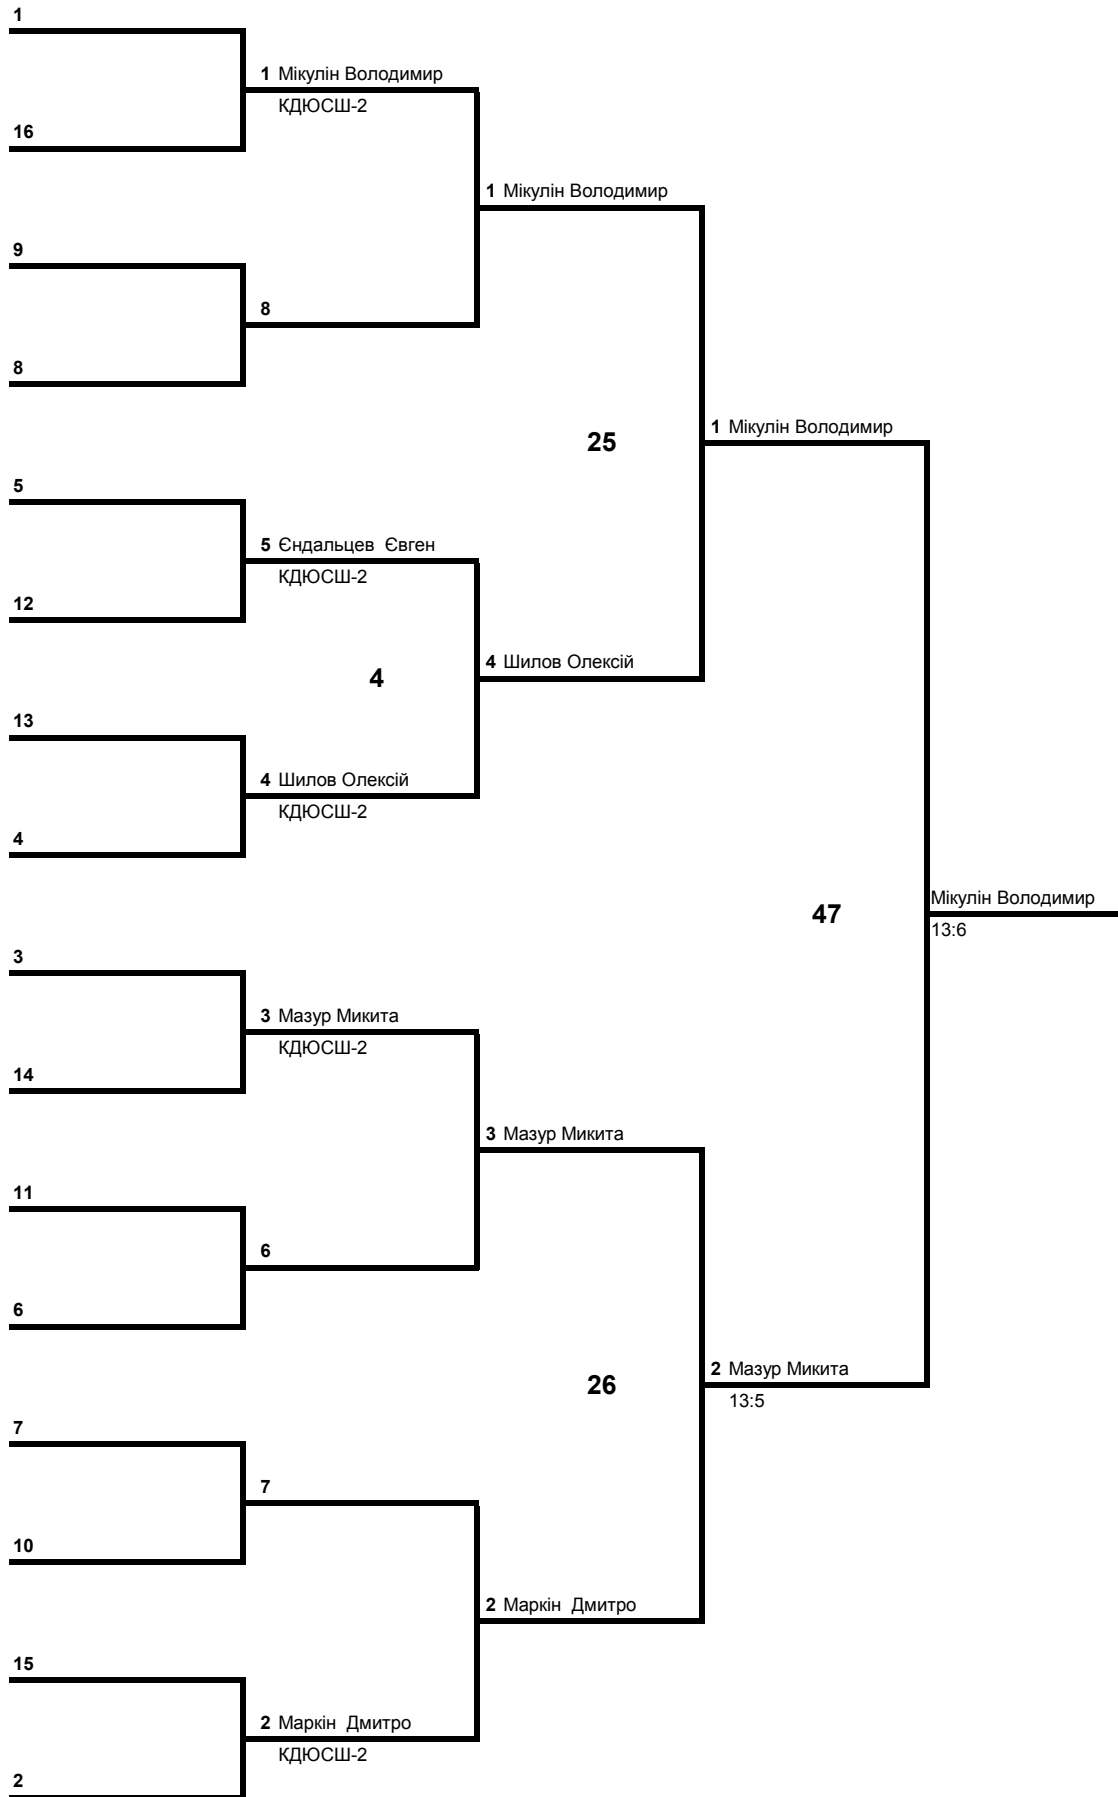 1
1 Мікулін Володимир
КДЮСШ-2
16
1 Мікулін Володимир
9
8
8
1 Мікулін Володимир
25
5
5 Єндальцев Євген
КДЮСШ-2
12
4 Шилов Олексій
4
13
4 Шилов Олексій
КДЮСШ-2
4
Мікулін Володимир
47
13:6
3
3 Мазур Микита
КДЮСШ-2
14
3 Мазур Микита
11
6
6
2 Мазур Микита
26
13:5
7
7
10
2 Маркін Дмитро
15
2 Маркін Дмитро
КДЮСШ-2
2